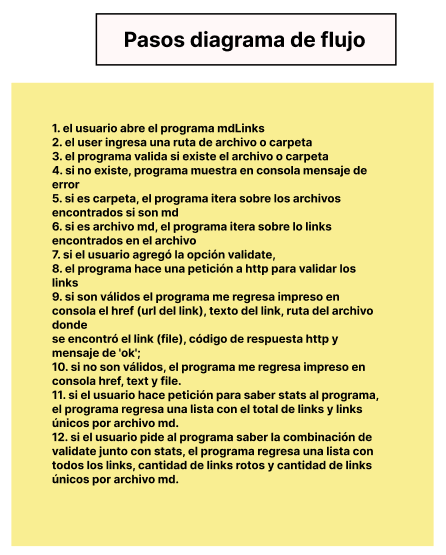 Pasos diagrama de flujo
1. el usuario abre el programa mdLinks
2. el user ingresa una ruta de archivo o carpeta
3. el programa valida si existe el archivo o carpeta
4. si no existe, programa muestra en consola mensaje de
error
5. si es carpeta, el programa itera sobre los archivos
encontrados si son md
6. si es archivo md, el programa itera sobre lo links
encontrados en el archivo
7. si el usuario agregó la opción validate,
8. el programa hace una petición a http para validar los
links
9. si son válidos el programa me regresa impreso en
consola el href (url del link), texto del link, ruta del archivo
donde
se encontró el link (file), código de respuesta http y
mensaje de 'ok';
10. si no son válidos, el programa me regresa impreso en
consola href, text y file.
11. si el usuario hace petición para saber stats al programa,
el programa regresa una lista con el total de links y links
únicos por archivo md.
12. si el usuario pide al programa saber la combinación de
validate junto con stats, el programa regresa una lista con
todos los links, cantidad de links rotos y cantidad de links
únicos por archivo md.